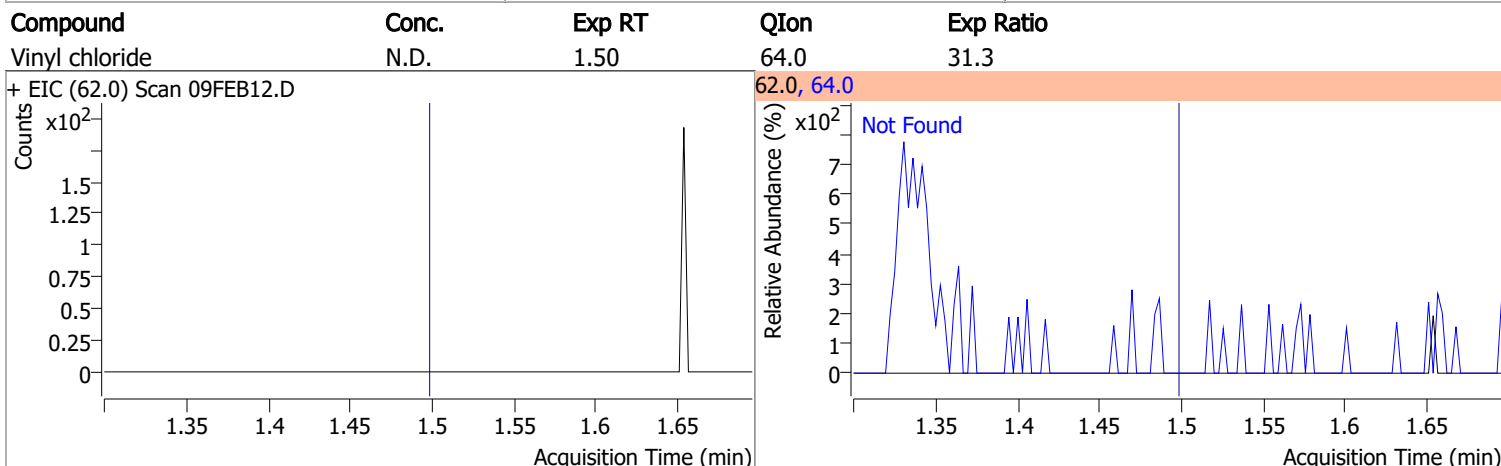 Compound Conc. Exp RT QIon Exp Ratio
Vinyl chloride N.D. 1.50 64.0 31.3
+ EIC (62.0) Scan 09FEB12.D
Counts
x10²
1.5
1.25
1
0.75
0.5
0.25
0
1.35 1.4 1.45 1.5 1.55 1.6 1.65
Acquisition Time (min)
62.0, 64.0
Relative Abundance (%)
x10²
Not Found
7
6
5
4
3
2
1
0
1.35 1.4 1.45 1.5 1.55 1.6 1.65
Acquisition Time (min)